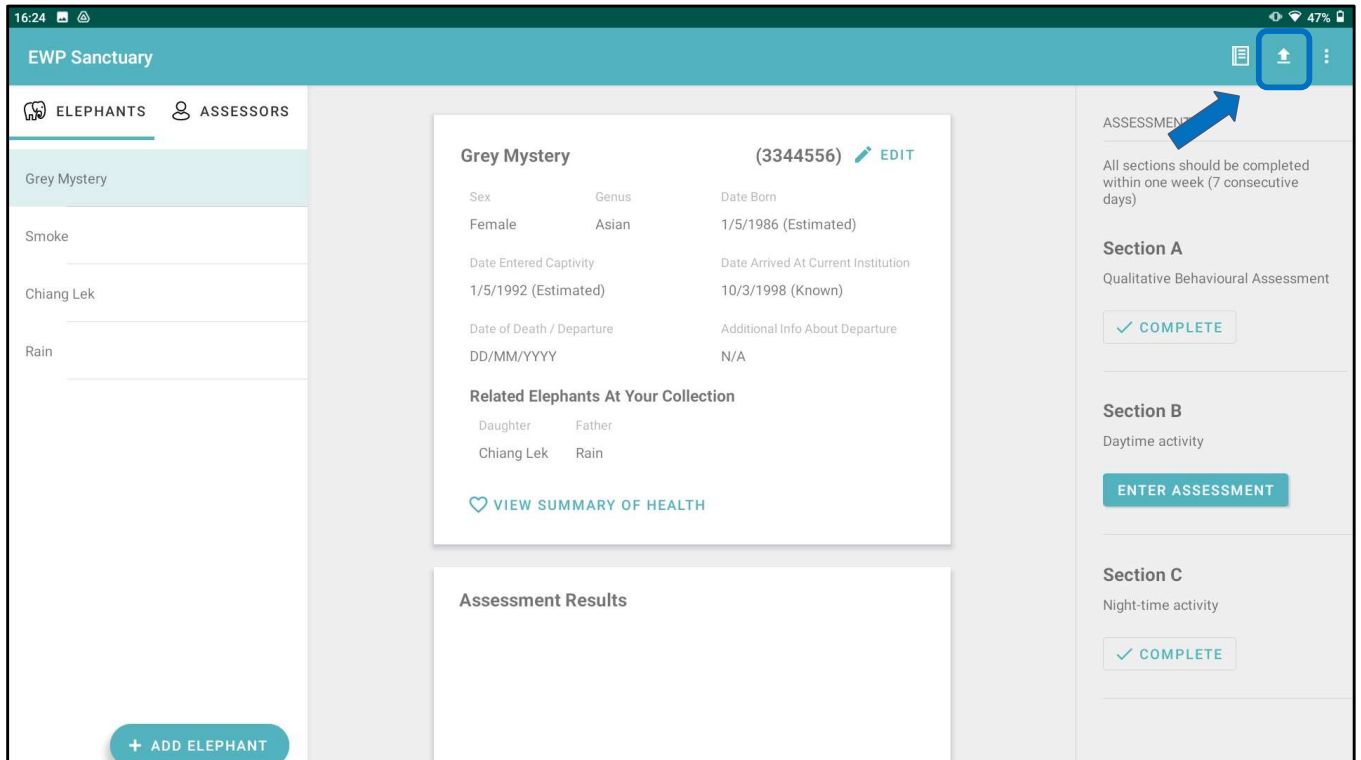 16:24
47%
EWP Sanctuary
ELEPHANTS
ASSESSORS
Grey Mystery
Smoke
Chiang Lek
Rain
+ ADD ELEPHANT
Grey Mystery (3344556) EDIT
Sex Genus Date Born
Female Asian 1/5/1986 (Estimated)
Date Entered Captivity Date Arrived At Current Institution
1/5/1992 (Estimated) 10/3/1998 (Known)
Date of Death / Departure Additional Info About Departure
DD/MM/YYYY N/A
Related Elephants At Your Collection
Daughter Father
Chiang Lek Rain
VIEW SUMMARY OF HEALTH
Assessment Results
ASSESSMENT
All sections should be completed
within one week (7 consecutive
days)
Section A
Qualitative Behavioural Assessment
COMPLETE
Section B
Daytime activity
ENTER ASSESSMENT
Section C
Night-time activity
COMPLETE